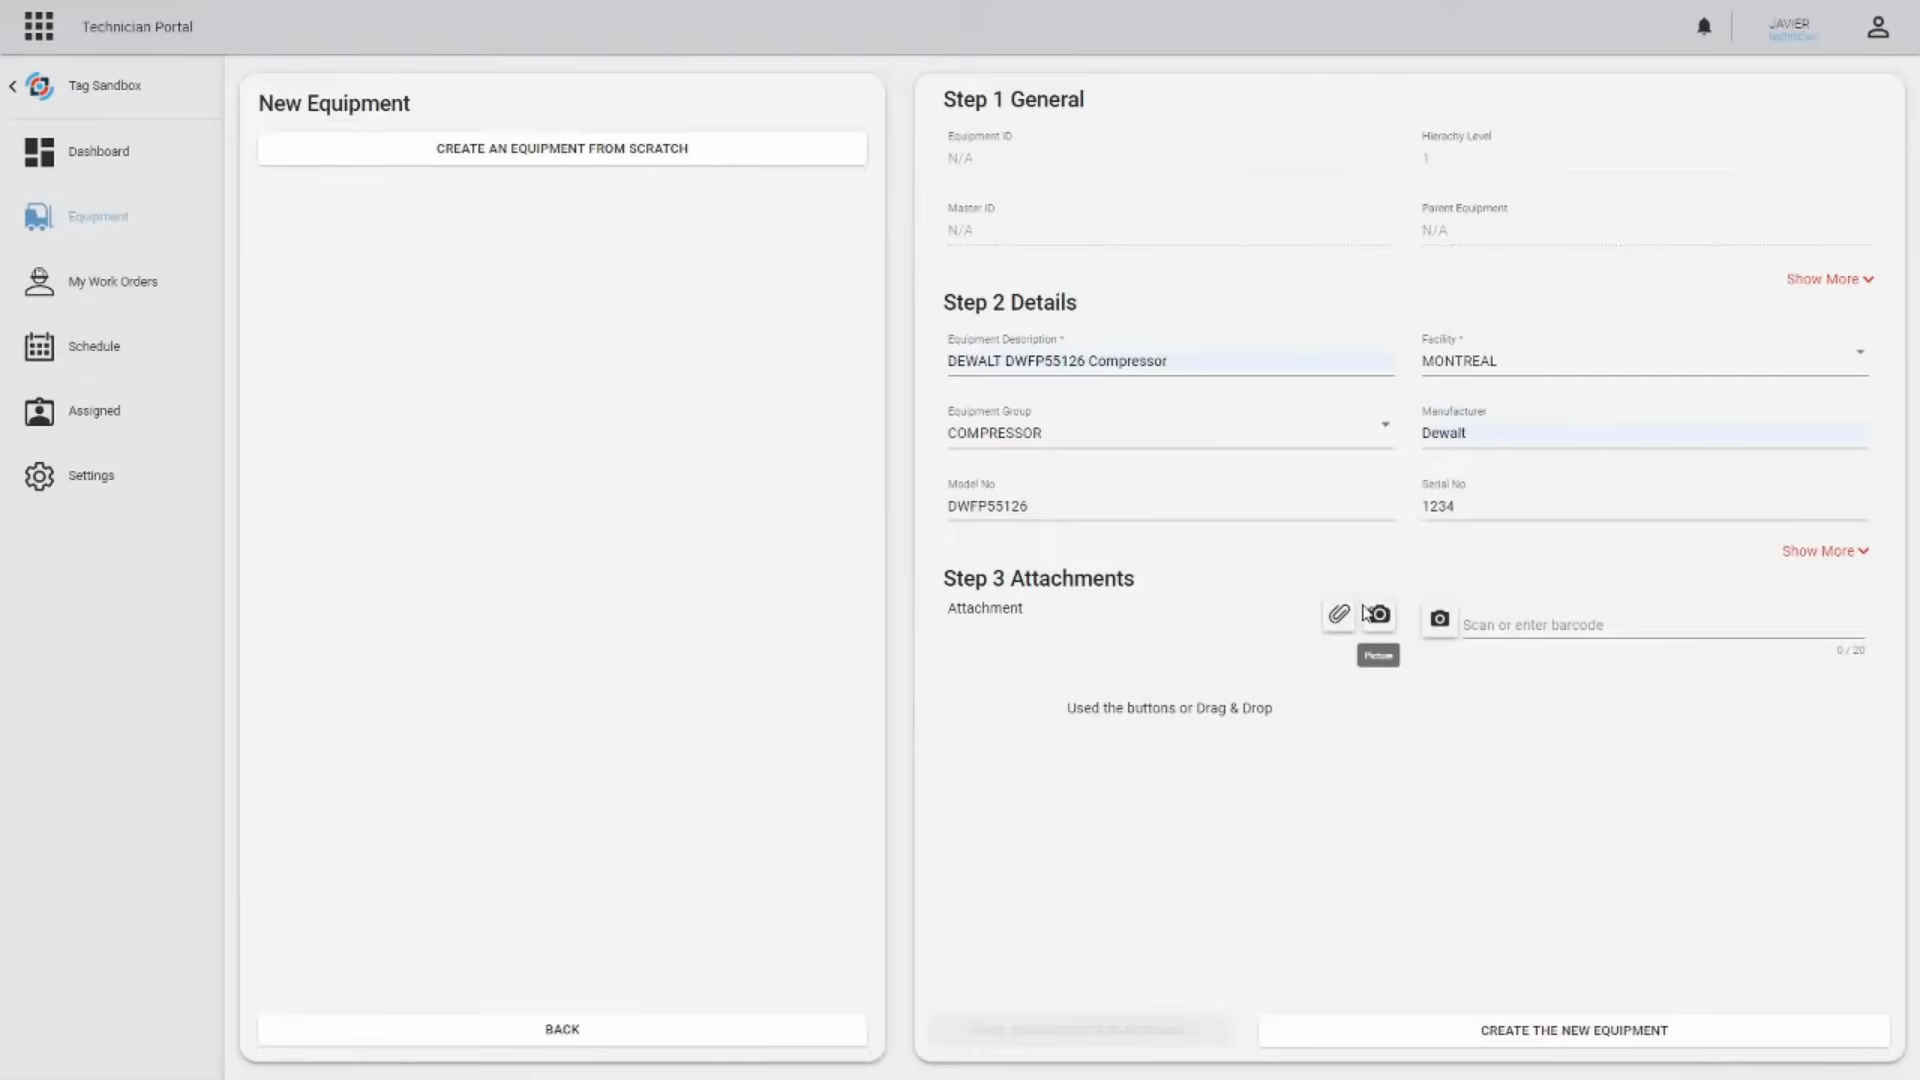 Technician Portal
JAVIER
technician
Tag Sandbox
Dashboard
Equipment
My Work Orders
Schedule
Assigned
Settings
New Equipment
CREATE AN EQUIPMENT FROM SCRATCH
BACK
Step 1 General
Equipment ID
N/A
Hierachy Level
1
Master ID
N/A
Parent Equipment
N/A
Show More
Step 2 Details
Equipment Description *
DEWALT DWFP55126 Compressor
Facility *
MONTREAL
Equipment Group
COMPRESSOR
Manufacturer
Dewalt
Model No
DWFP55126
Serial No
1234
Show More
Step 3 Attachments
Attachment
Scan or enter barcode
0 / 20
Picture
Used the buttons or Drag & Drop
CREATE THE NEW EQUIPMENT